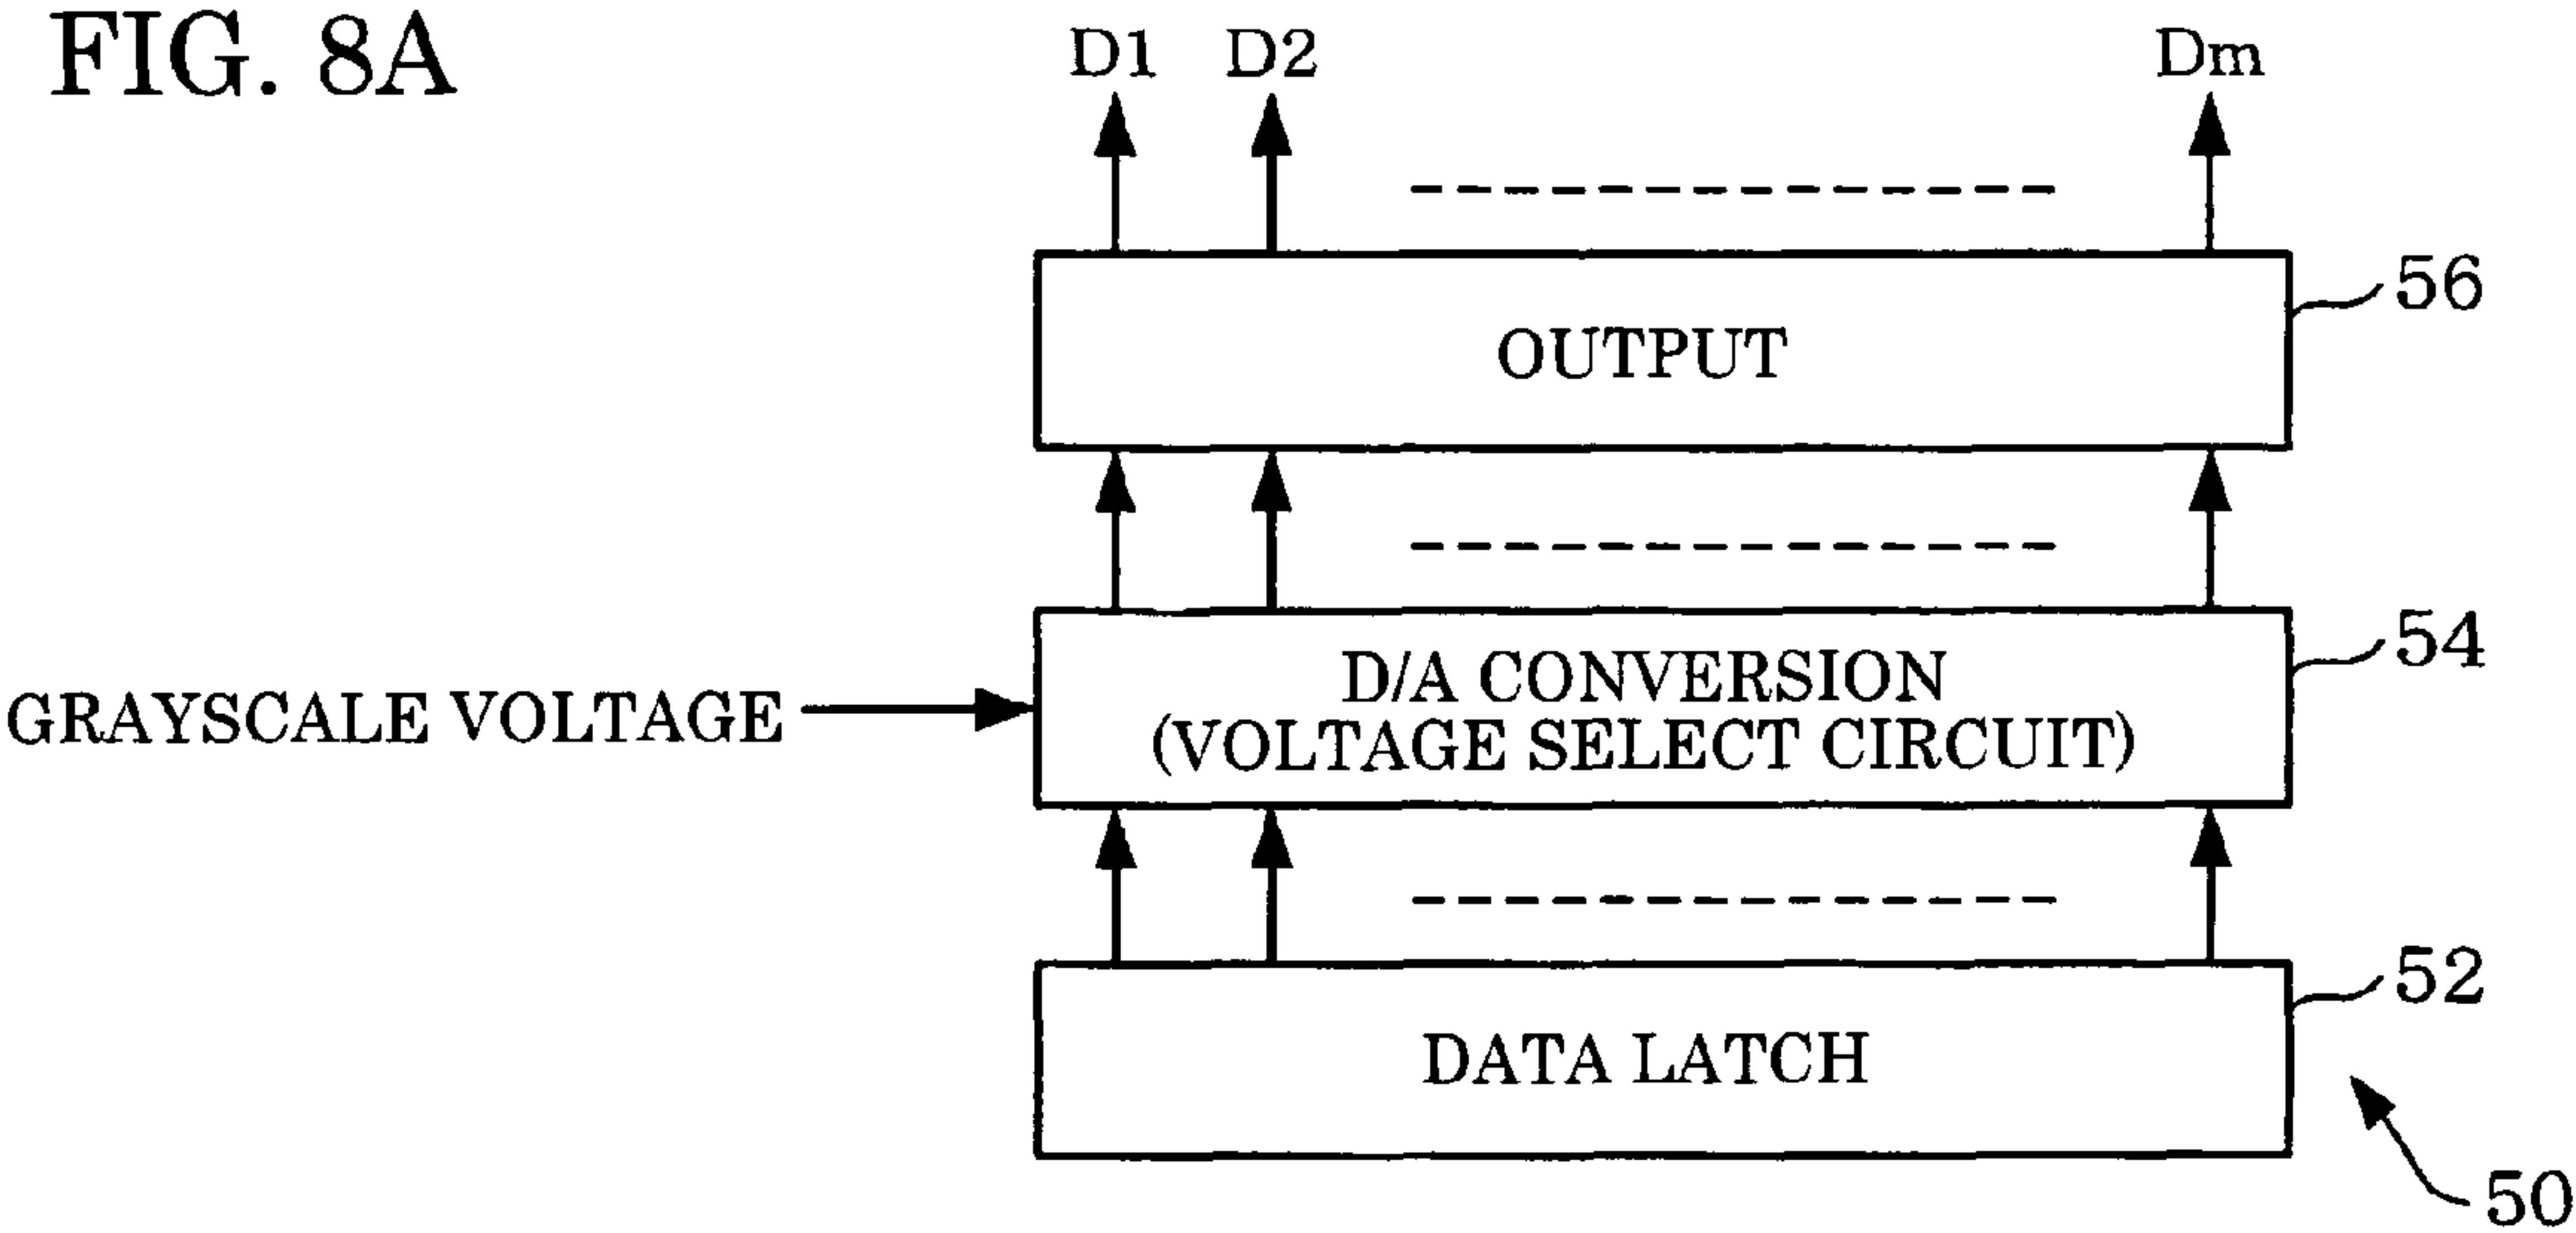 FIG. 8A
D1 D2 Dm
56
OUTPUT
54
D/A CONVERSION
(VOLTAGE SELECT CIRCUIT)
GRAYSCALE VOLTAGE
52
DATA LATCH
50